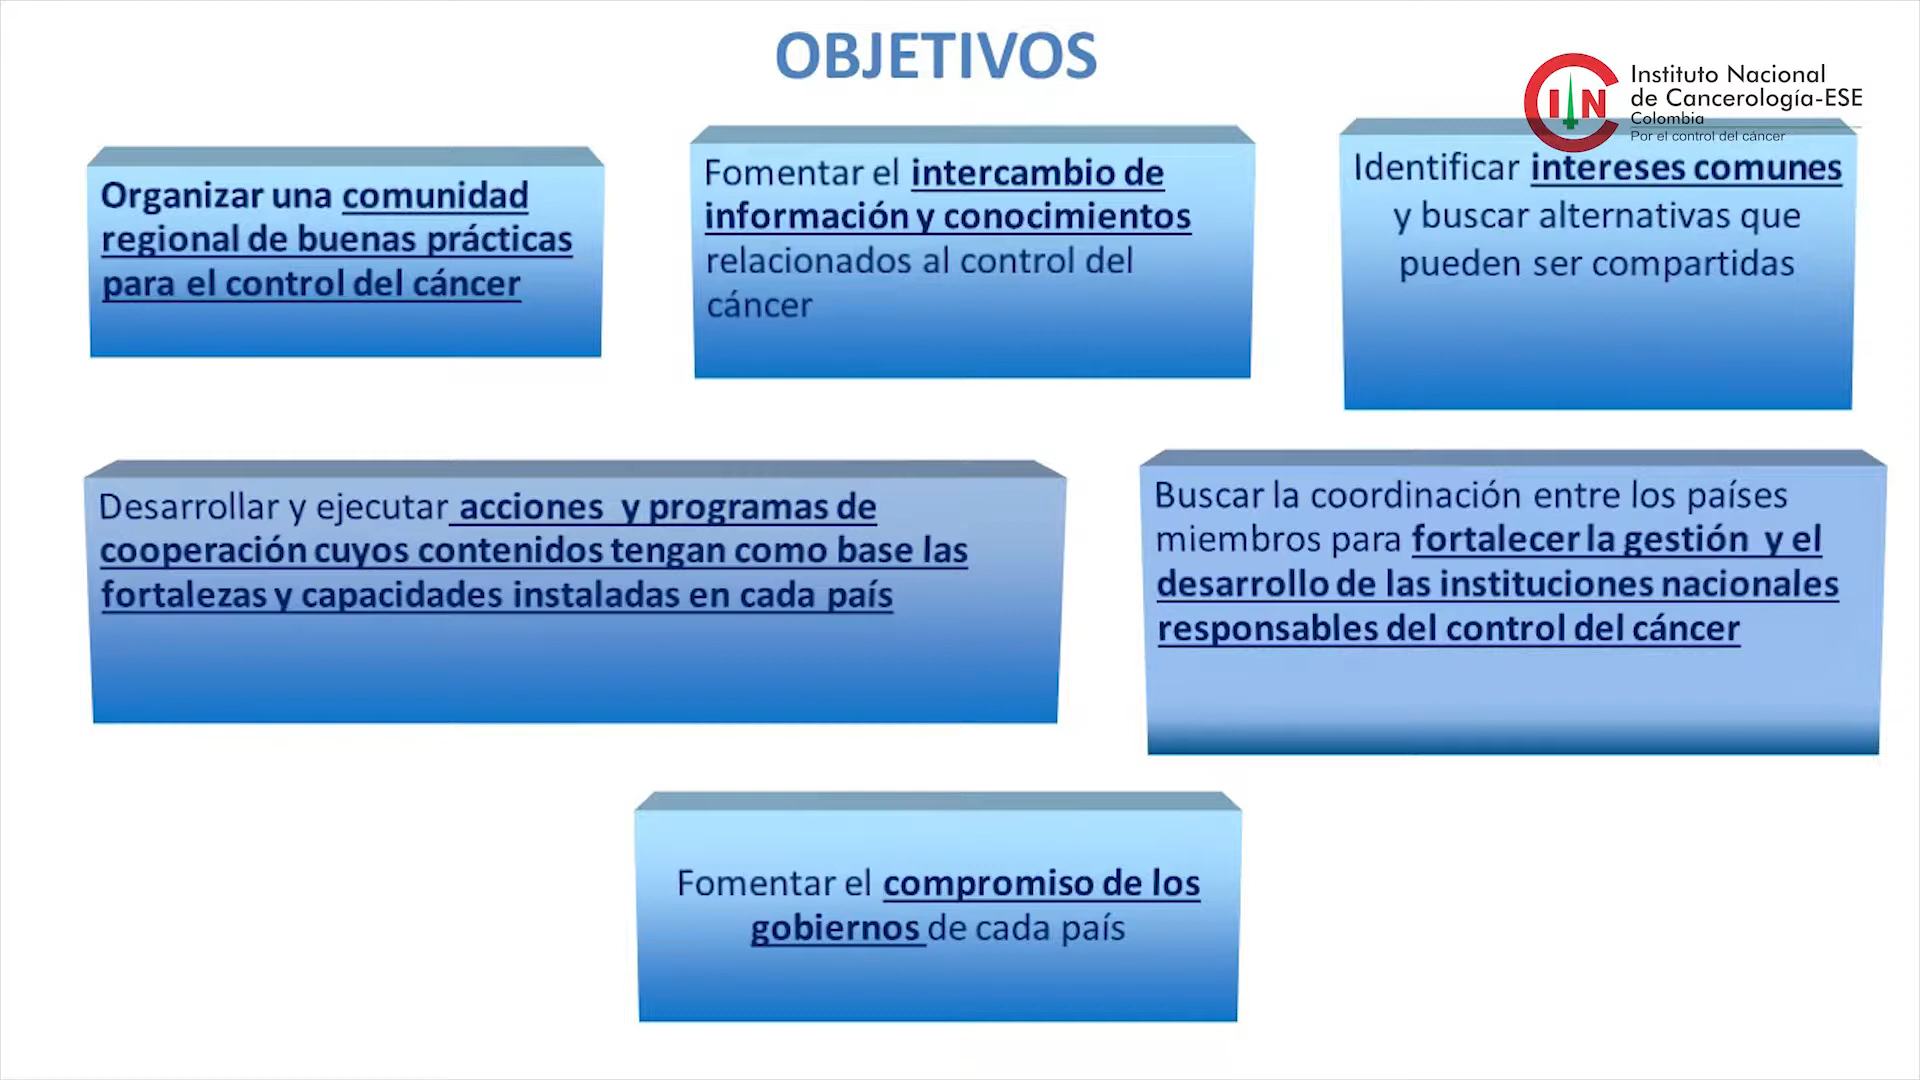 OBJETIVOS
CIN
Instituto Nacional
de Cancerología-ESE
Colombia
Por el control del cáncer
Organizar una comunidad
regional de buenas prácticas
para el control del cáncer
Fomentar el intercambio de
información y conocimientos
relacionados al control del
cáncer
Identificar intereses comunes
y buscar alternativas que
pueden ser compartidas
Desarrollar y ejecutar acciones y programas de
cooperación cuyos contenidos tengan como base las
fortalezas y capacidades instaladas en cada país
Buscar la coordinación entre los países
miembros para fortalecer la gestión y el
desarrollo de las instituciones nacionales
responsables del control del cáncer
Fomentar el compromiso de los
gobiernos de cada país